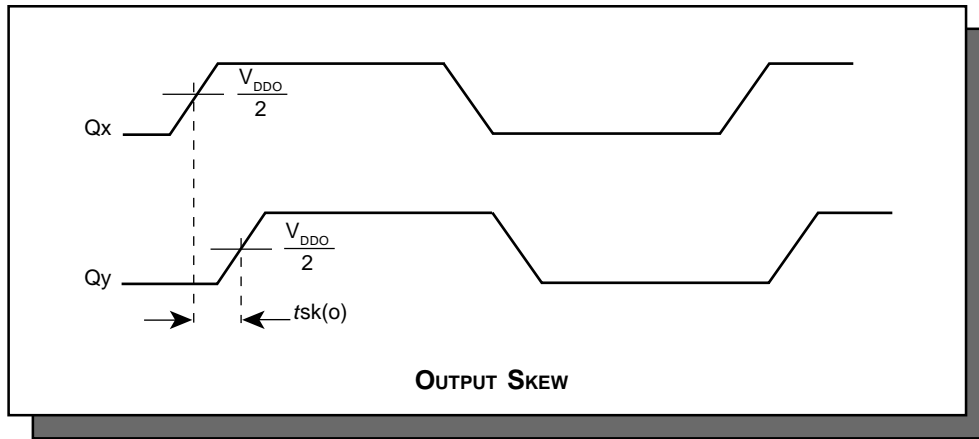 V_DDO
2
Qx
V_DDO
2
Qy
tsk(o)
OUTPUT SKEW